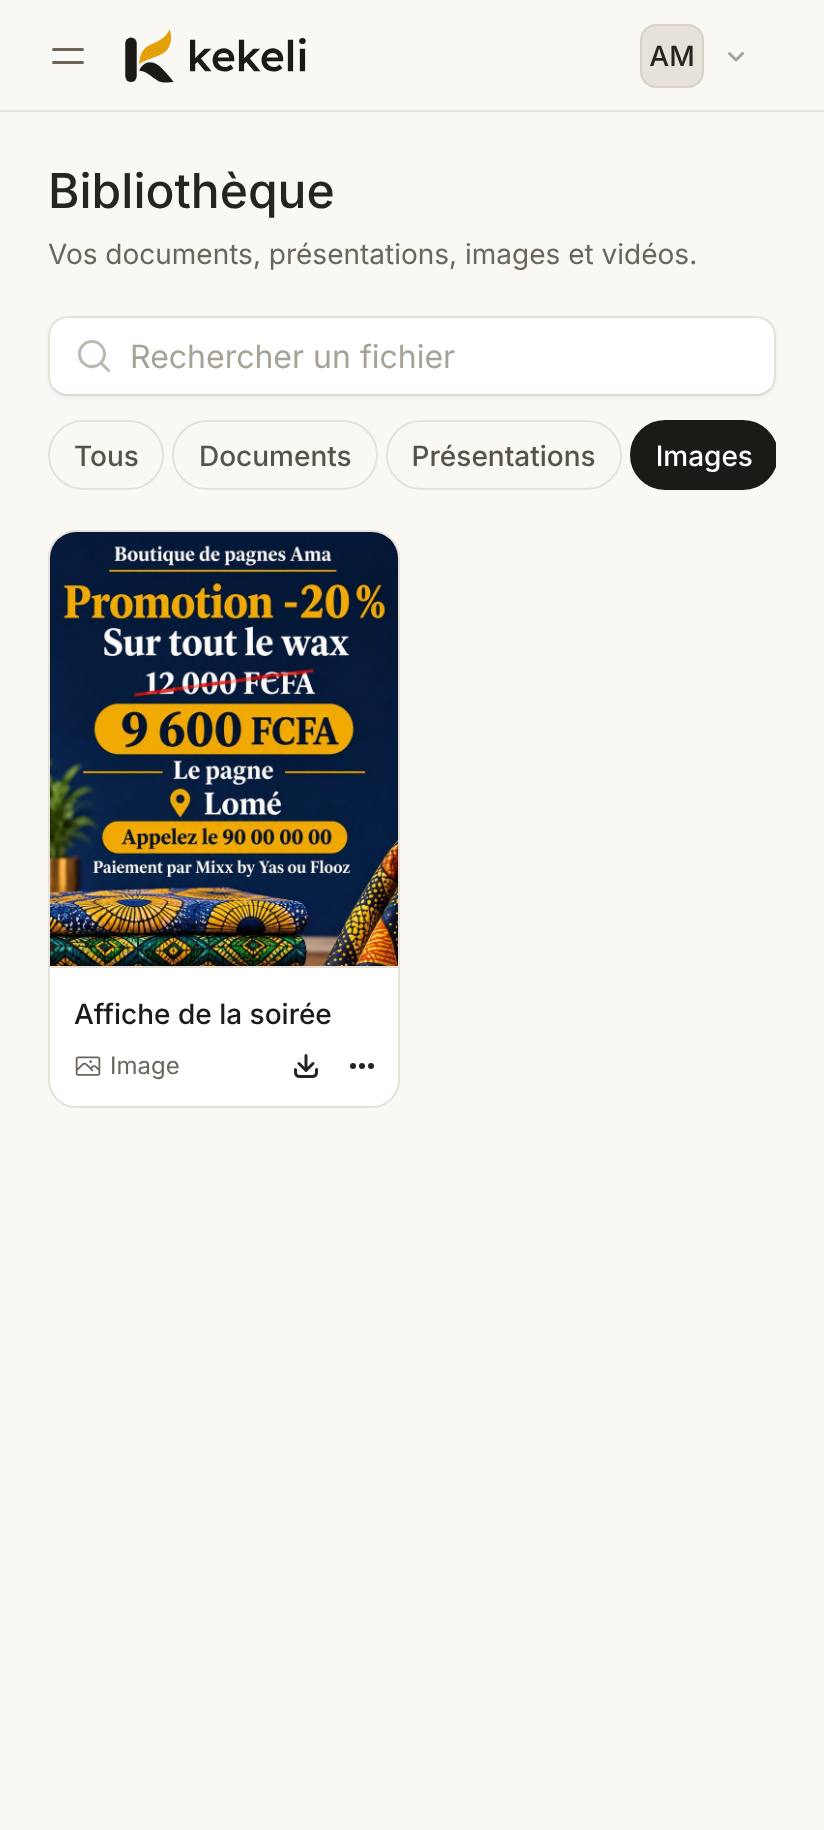 kekeli
AM
Bibliothèque
Vos documents, présentations, images et vidéos.
Rechercher un fichier
Tous
Documents
Présentations
Images
Boutique de pagnes Ama
Promotion -20 %
Sur tout le wax
12 000 FCFA
9 600 FCFA
Le pagne
Lomé
Appelez le 90 00 00 00
Paiement par Mixx by Yas ou Flooz
Affiche de la soirée
Image